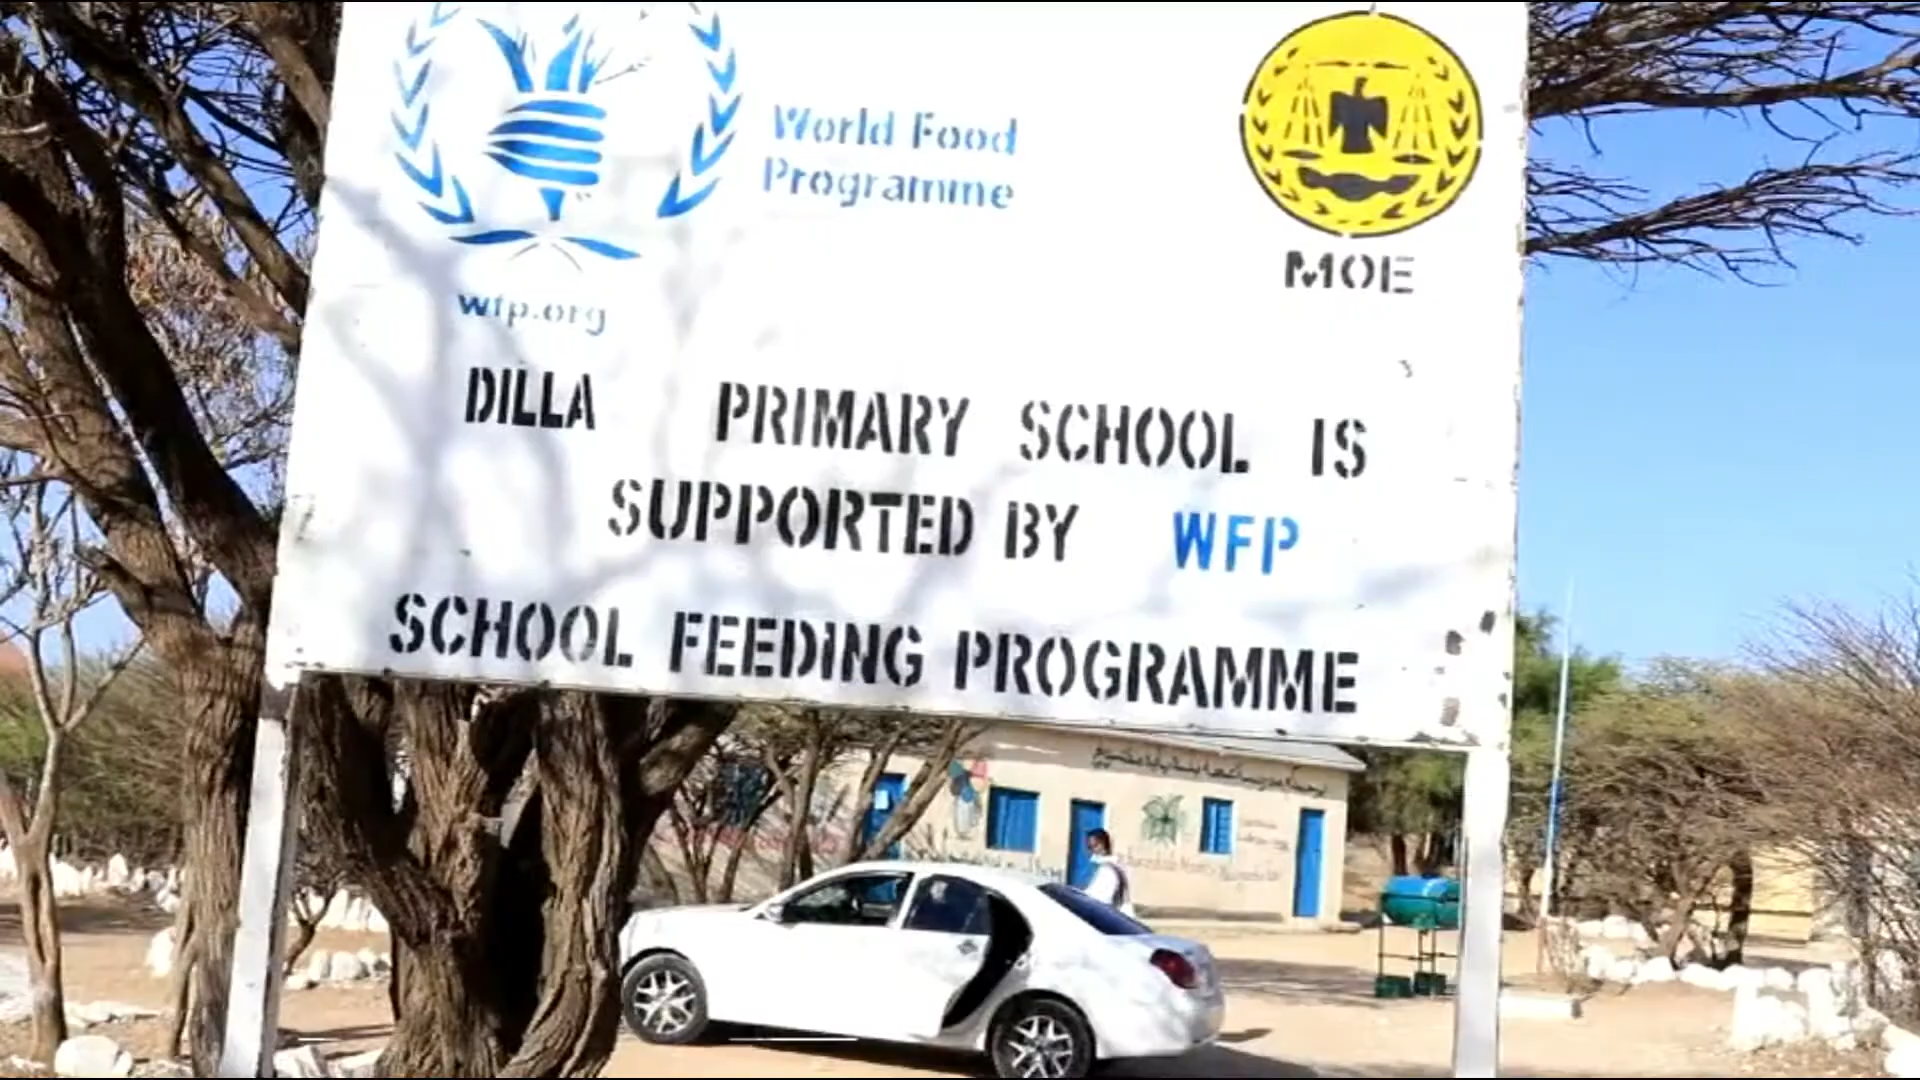 World Food
Programme
wfp.org
MOE
DILLA PRIMARY SCHOOL IS
SUPPORTED BY WFP
SCHOOL FEEDING PROGRAMME